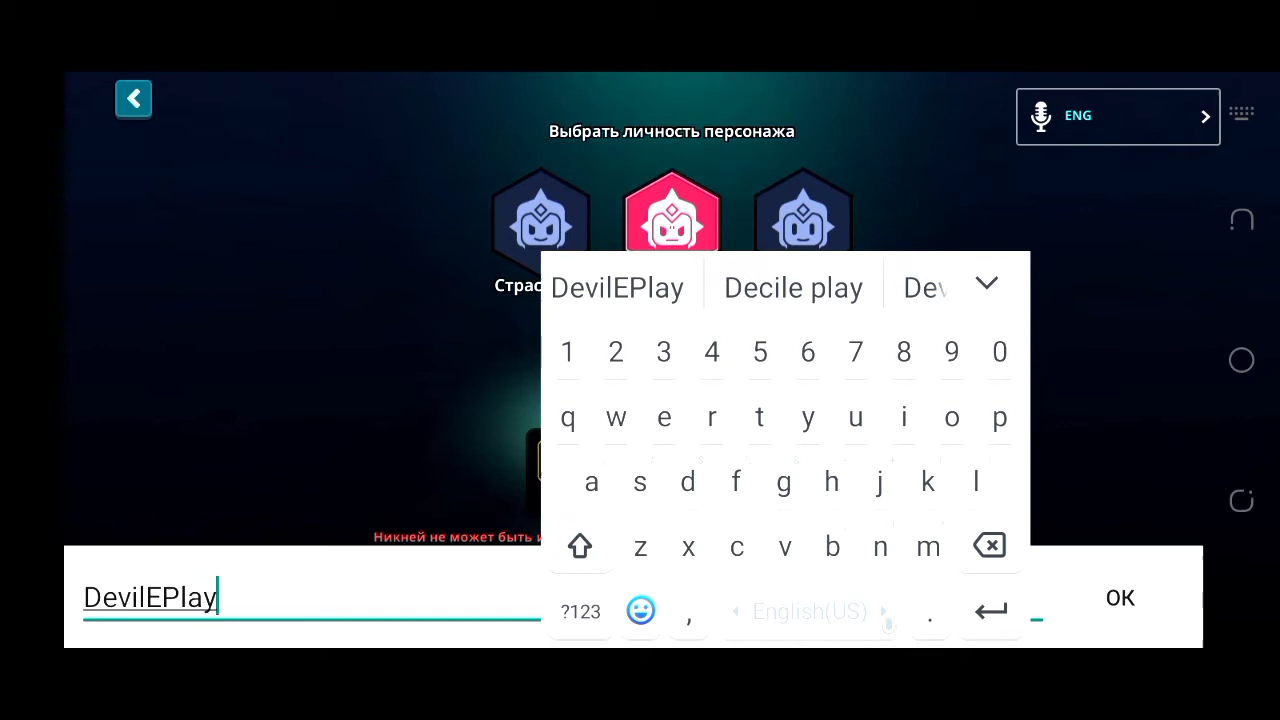 Выбрать личность персонажа
ENG
Страс
DevilEPlay
Decile play
Dev
1 2 3 4 5 6 7 8 9 0
q w e r t y u i o p
a s d f g h j k l
z x c v b n m
Никней не может быть
DevilEPlay
OK
?123 , English(US) .